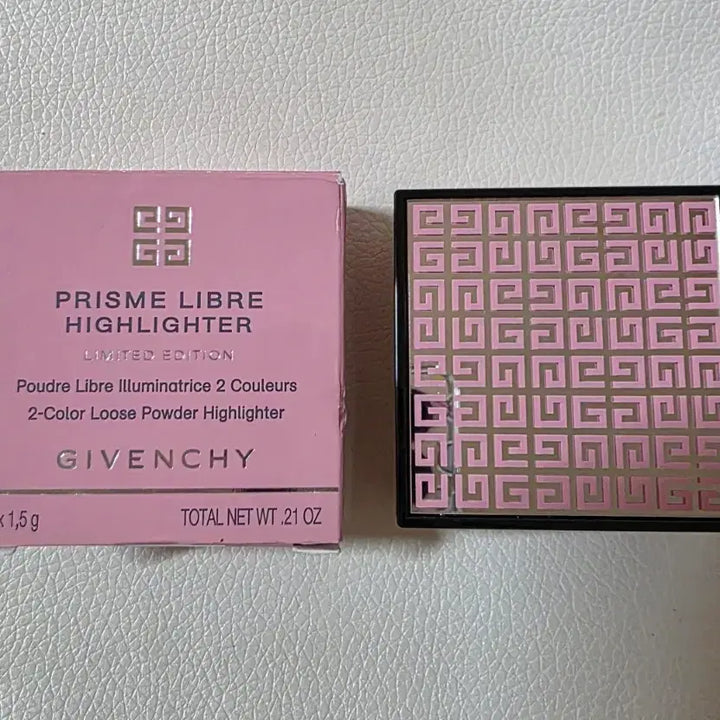 PRISME LIBRE
HIGHLIGHTER
LIMITED EDITION
Poudre Libre Illuminatrice 2 Couleurs
2-Color Loose Powder Highlighter
GIVENCHY
x 1,5 g TOTAL NET WT .21 OZ